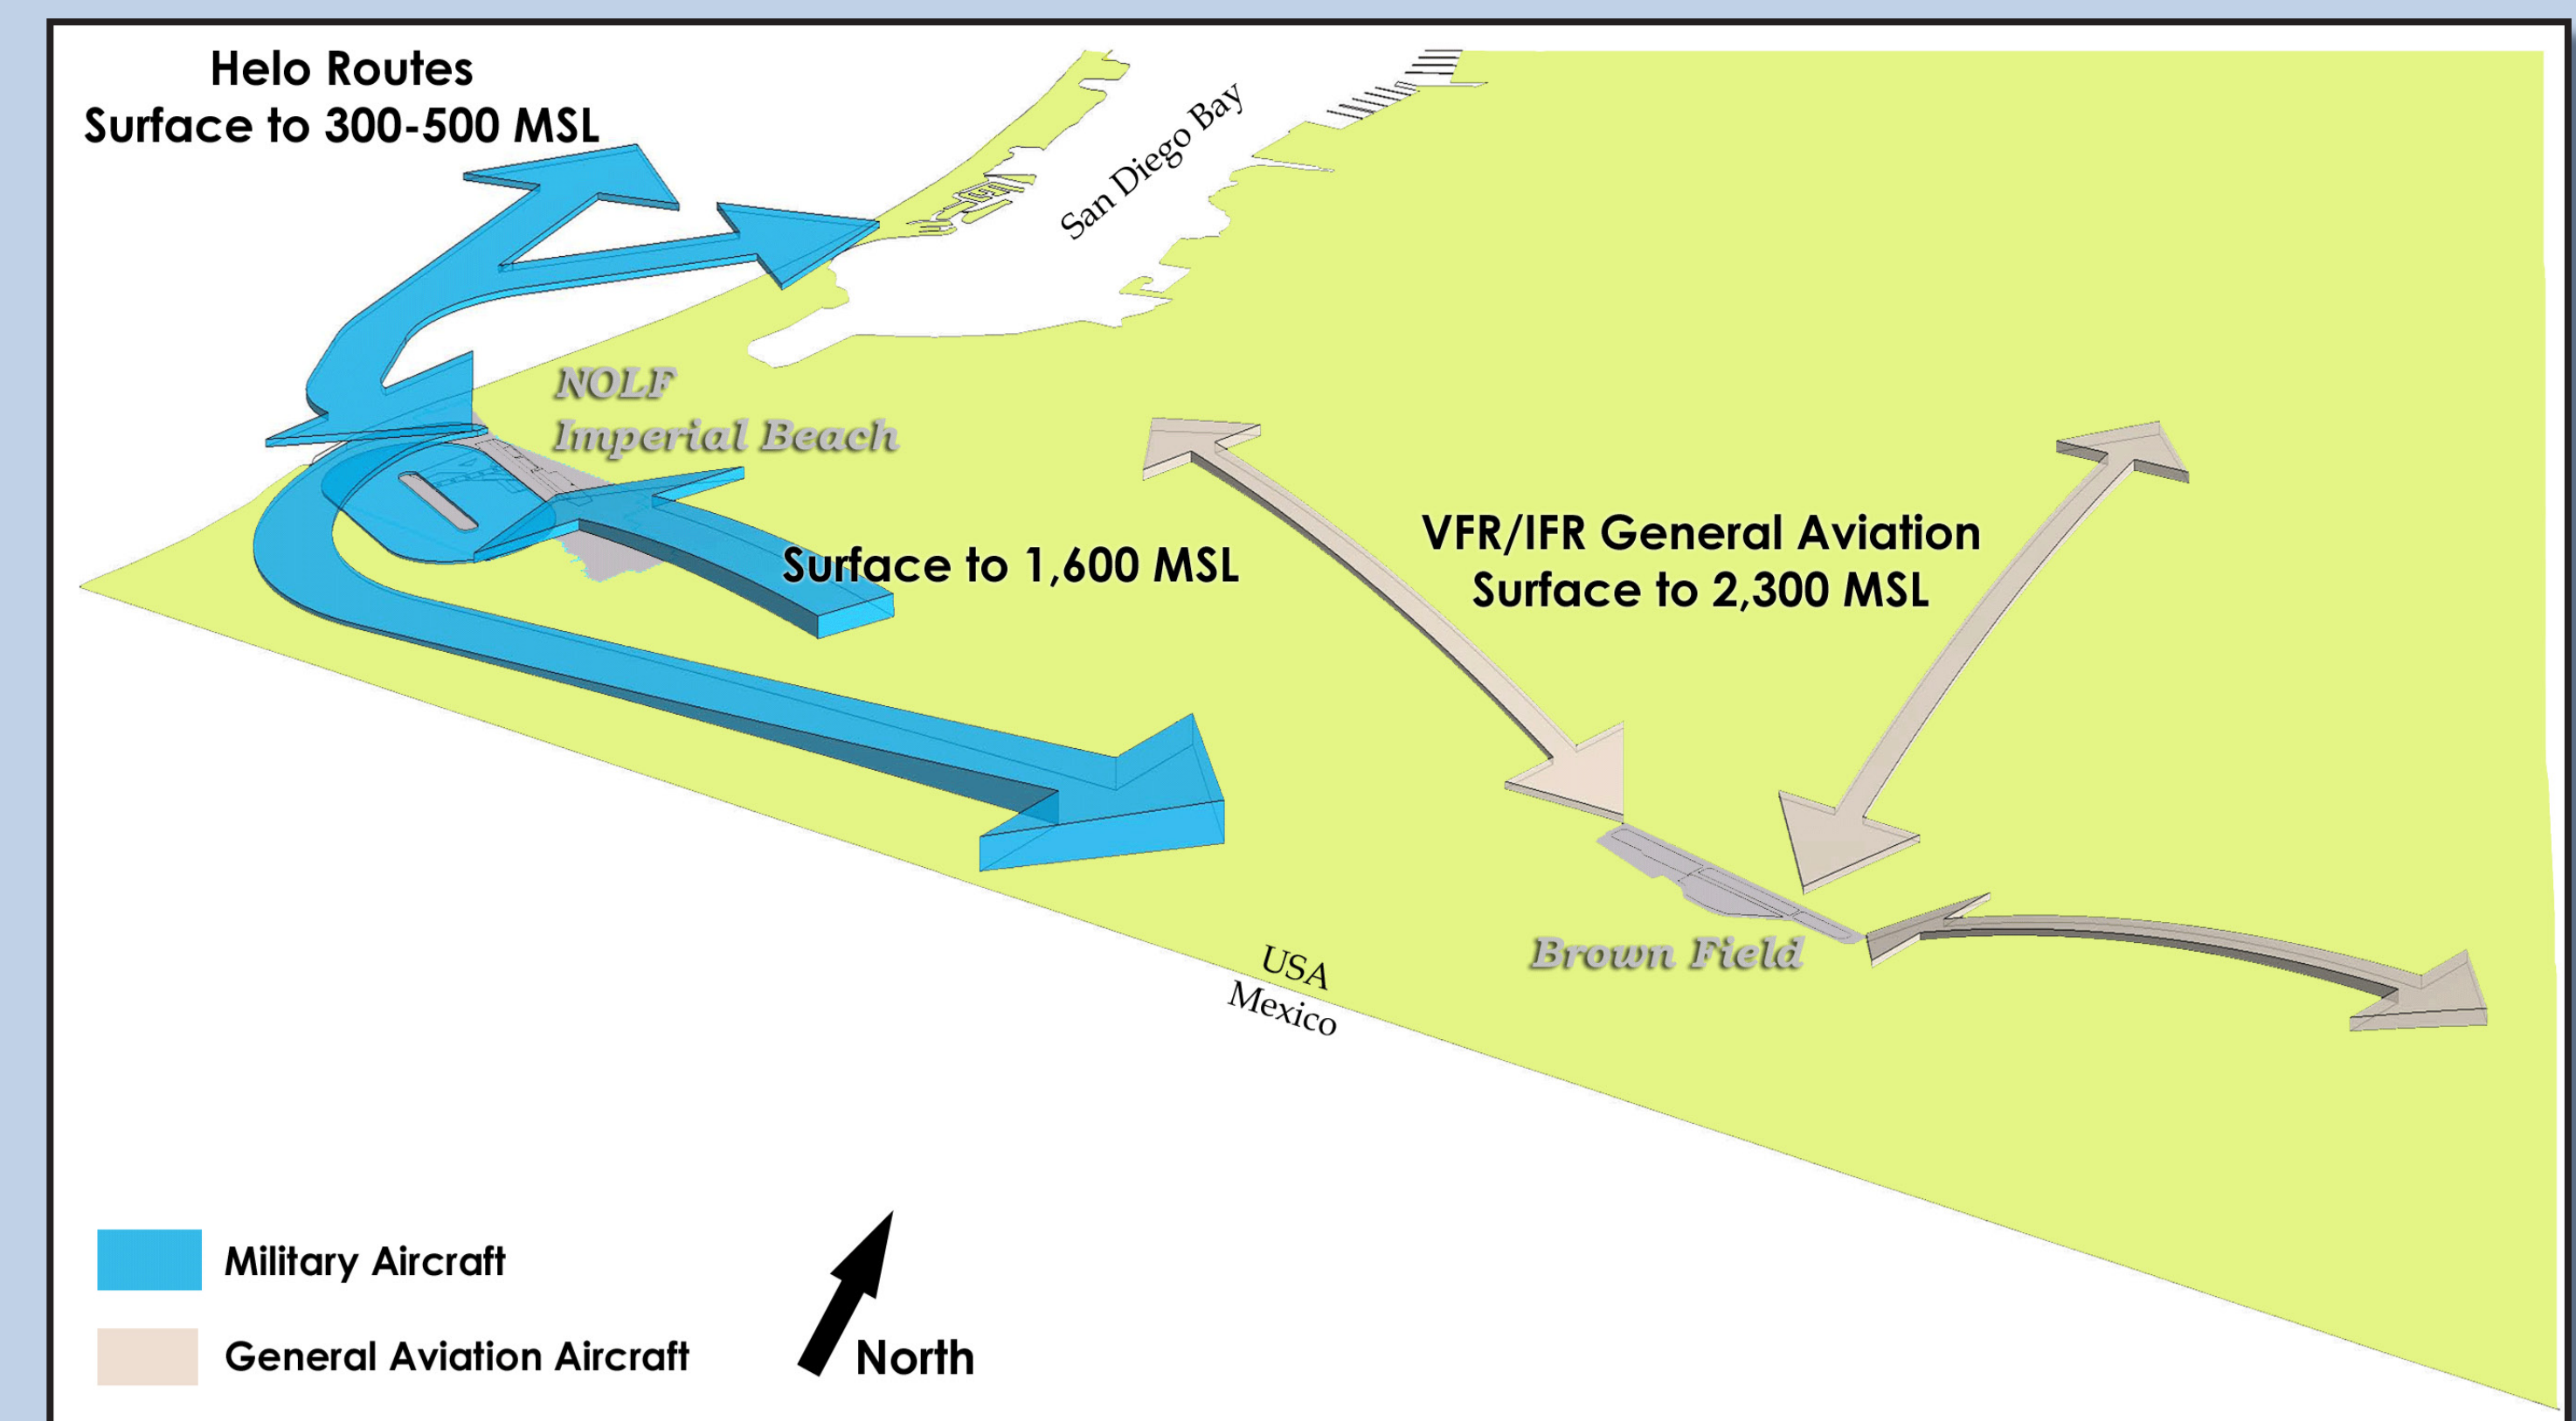 Helo Routes
Surface to 300-500 MSL
San Diego Bay
NOLF
Imperial Beach
Surface to 1,600 MSL
VFR/IFR General Aviation
Surface to 2,300 MSL
Brown Field
USA
Mexico
Military Aircraft
General Aviation Aircraft
North